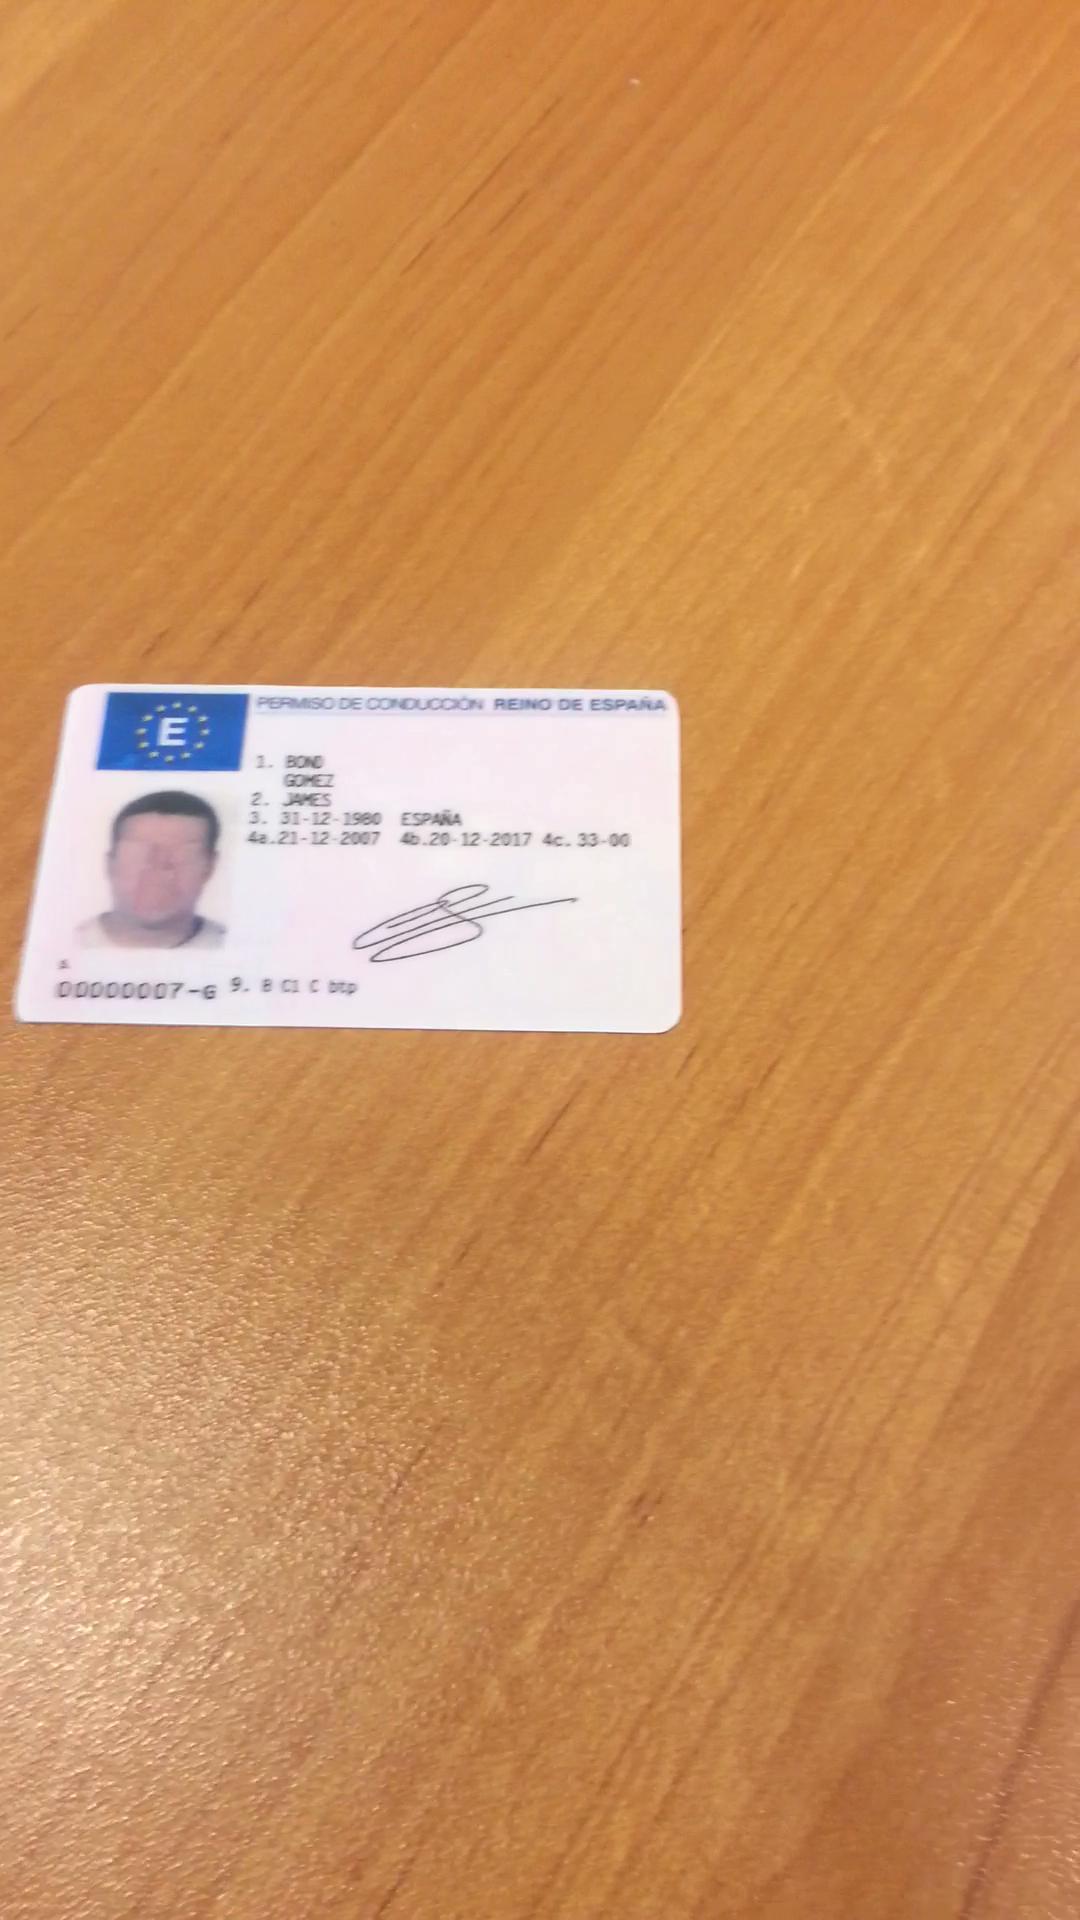 E
PERMISO DE CONDUCCIÓN REINO DE ESPAÑA
1. BOND
GOMEZ
2. JAMES
3. 31-12-1980 ESPAÑA
4a.21-12-2007 4b.20-12-2017 4c.33-00
5.
00000007-G 9. B C1 C btp